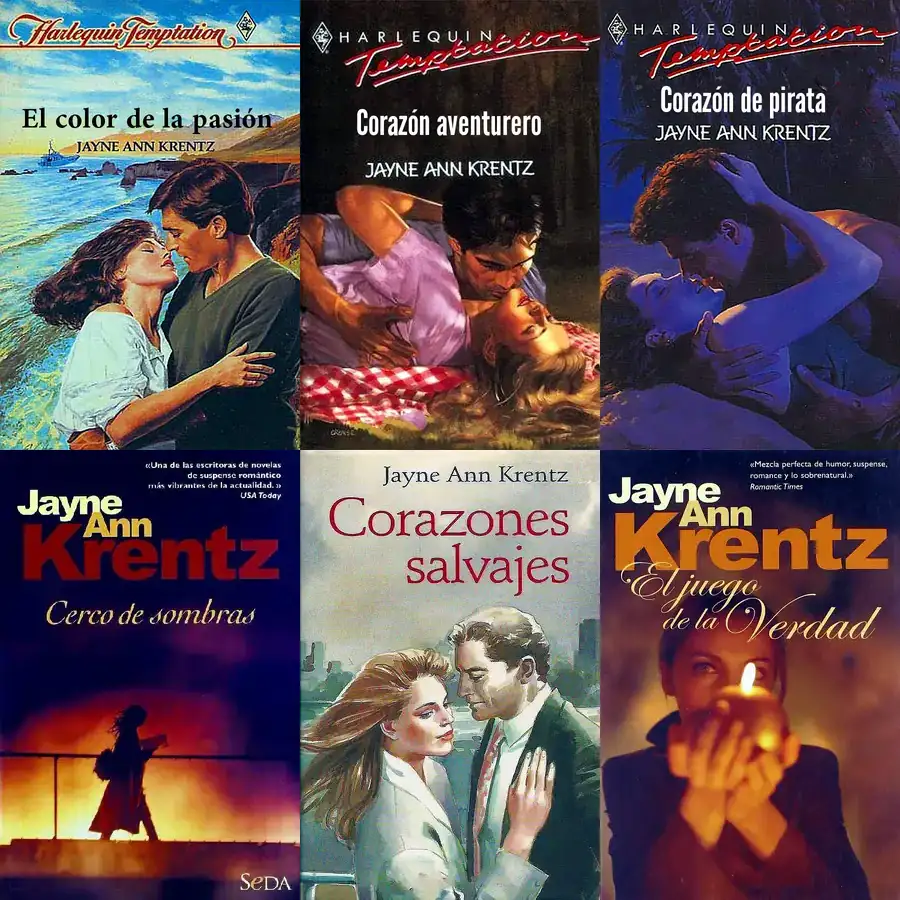 Harlequin Temptation
El color de la pasión
JAYNE ANN KRENTZ
HARLEQUIN
Temptation
Corazón aventurero
JAYNE ANN KRENTZ
HARLEQUIN
Temptation
Corazón de pirata
JAYNE ANN KRENTZ
«Una de las escritoras de novelas
de suspense romántico
más vibrantes de la actualidad.»
USA Today
Jayne
Ann
Krentz
Cerco de sombras
SEDA
Jayne Ann Krentz
Corazones
salvajes
«Mezcla perfecta de humor, suspense,
romance y lo sobrenatural.»
Romantic Times
Jayne
Ann
Krentz
El juego
de la Verdad